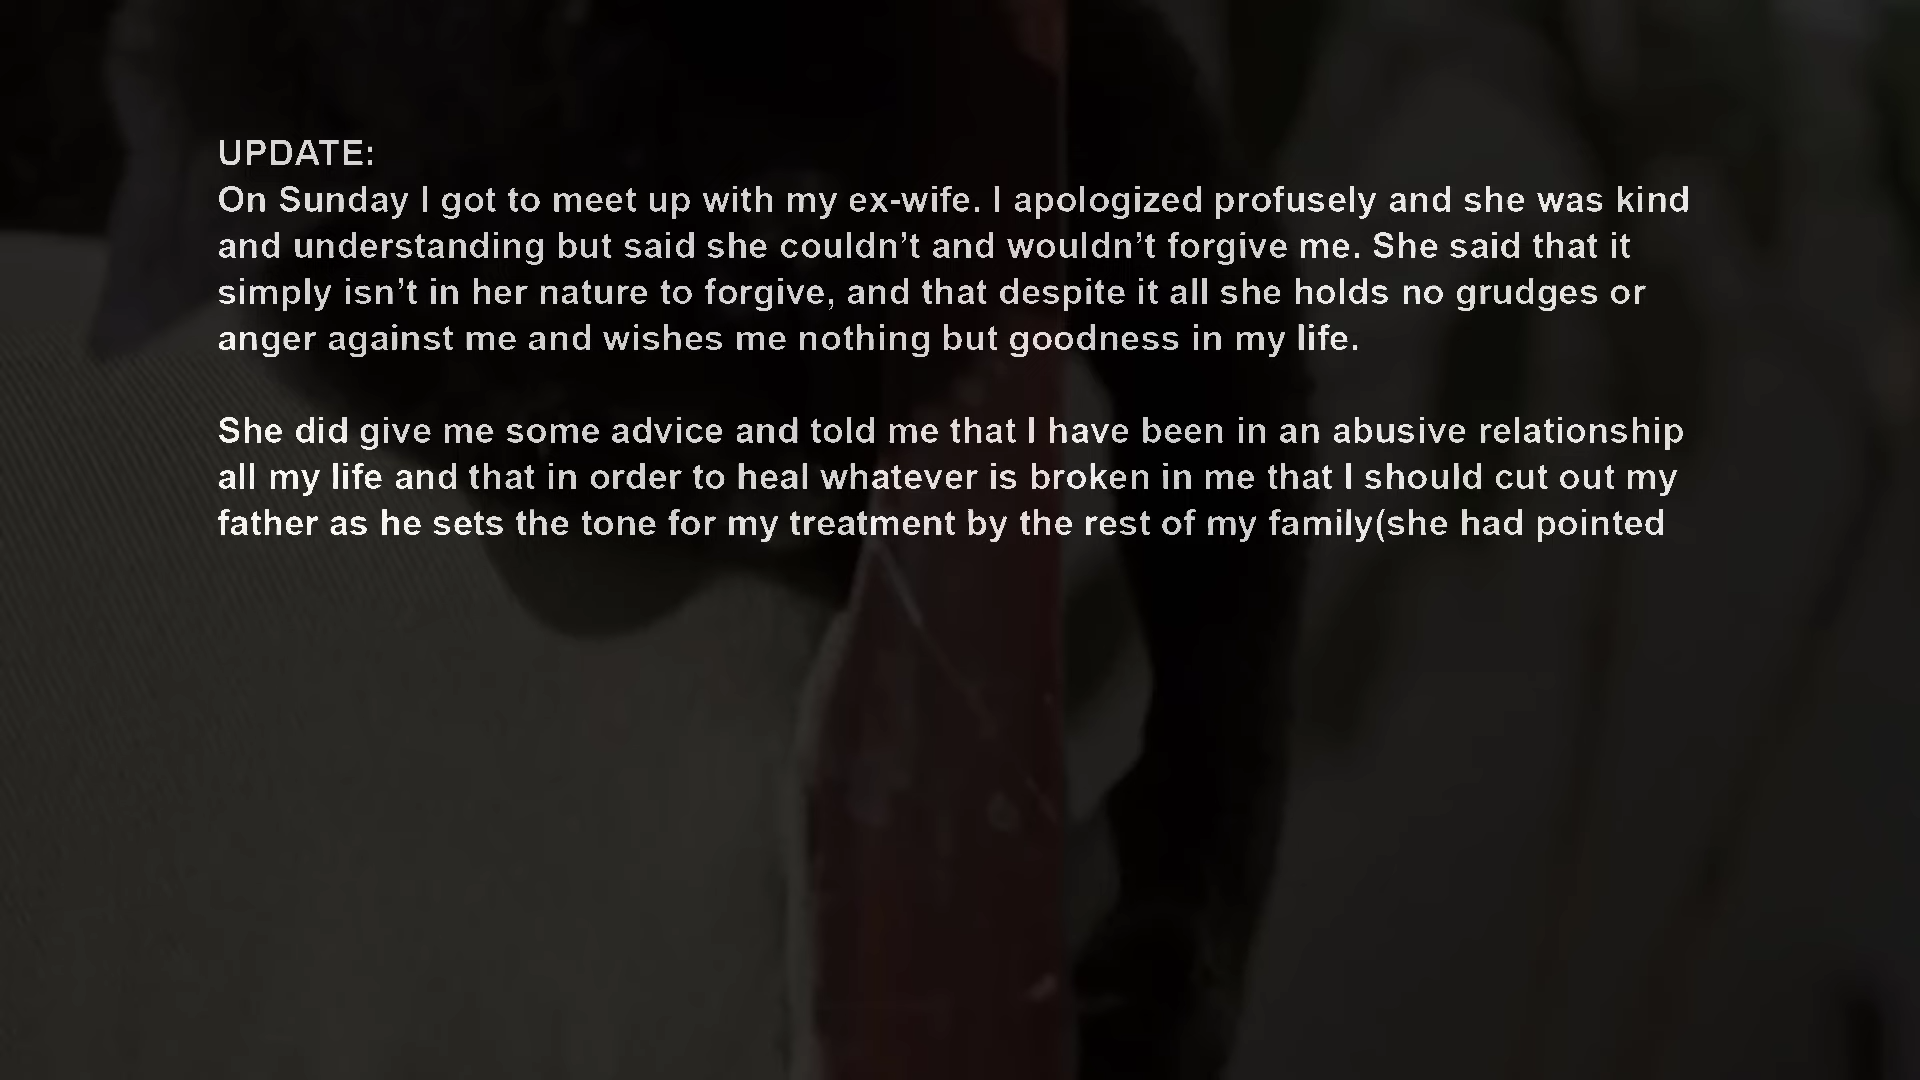 UPDATE:
On Sunday I got to meet up with my ex-wife. I apologized profusely and she was kind
and understanding but said she couldn’t and wouldn’t forgive me. She said that it
simply isn’t in her nature to forgive, and that despite it all she holds no grudges or
anger against me and wishes me nothing but goodness in my life.
She did give me some advice and told me that I have been in an abusive relationship
all my life and that in order to heal whatever is broken in me that I should cut out my
father as he sets the tone for my treatment by the rest of my family(she had pointed